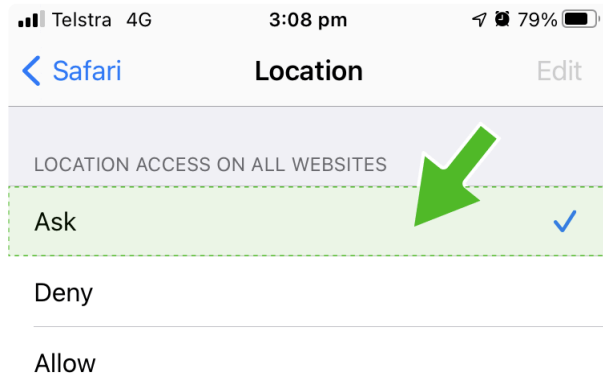 Telstra 4G 3:08 pm 79%
Safari Location Edit
LOCATION ACCESS ON ALL WEBSITES
Ask
Deny
Allow